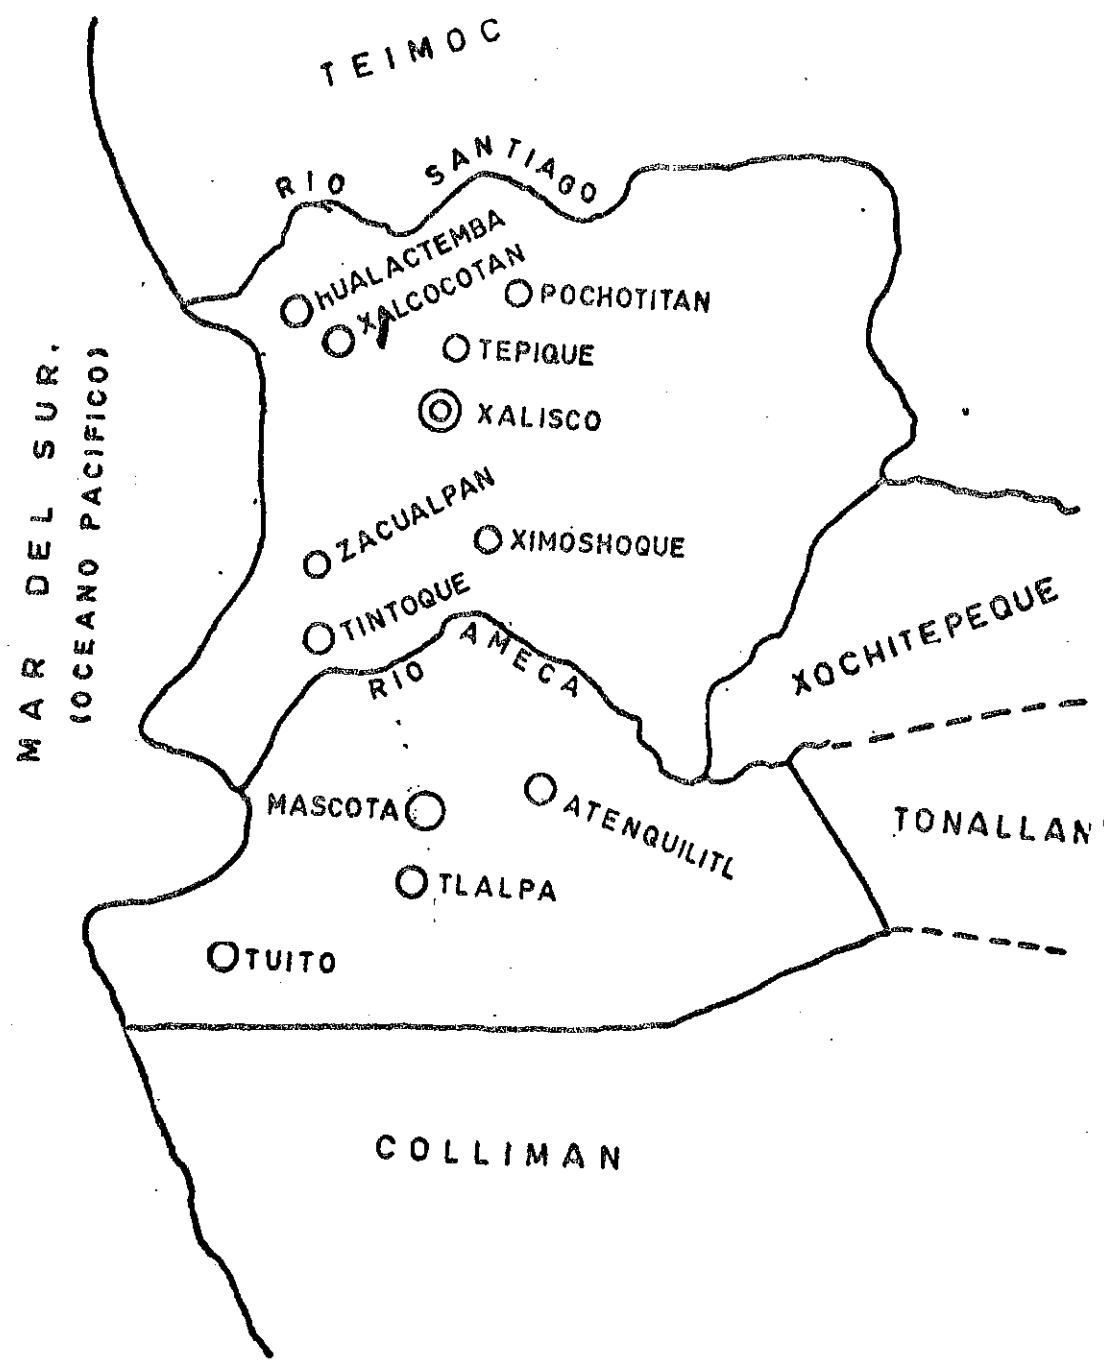 TEIMOC
RIO SANTIAGO
HUALACTEMBA
XALCOCOTAN
POCHOTITAN
TEPIQUE
XALISCO
MAR DEL SUR.
(OCEANO PACIFICO)
ZACUALPAN
XIMOSHOQUE
TINTOQUE
RIO AMECA
XOCHITEPEQUE
MASCOTA
ATENQUILITL
TONALLAN
TLALPA
TUITO
COLLIMAN